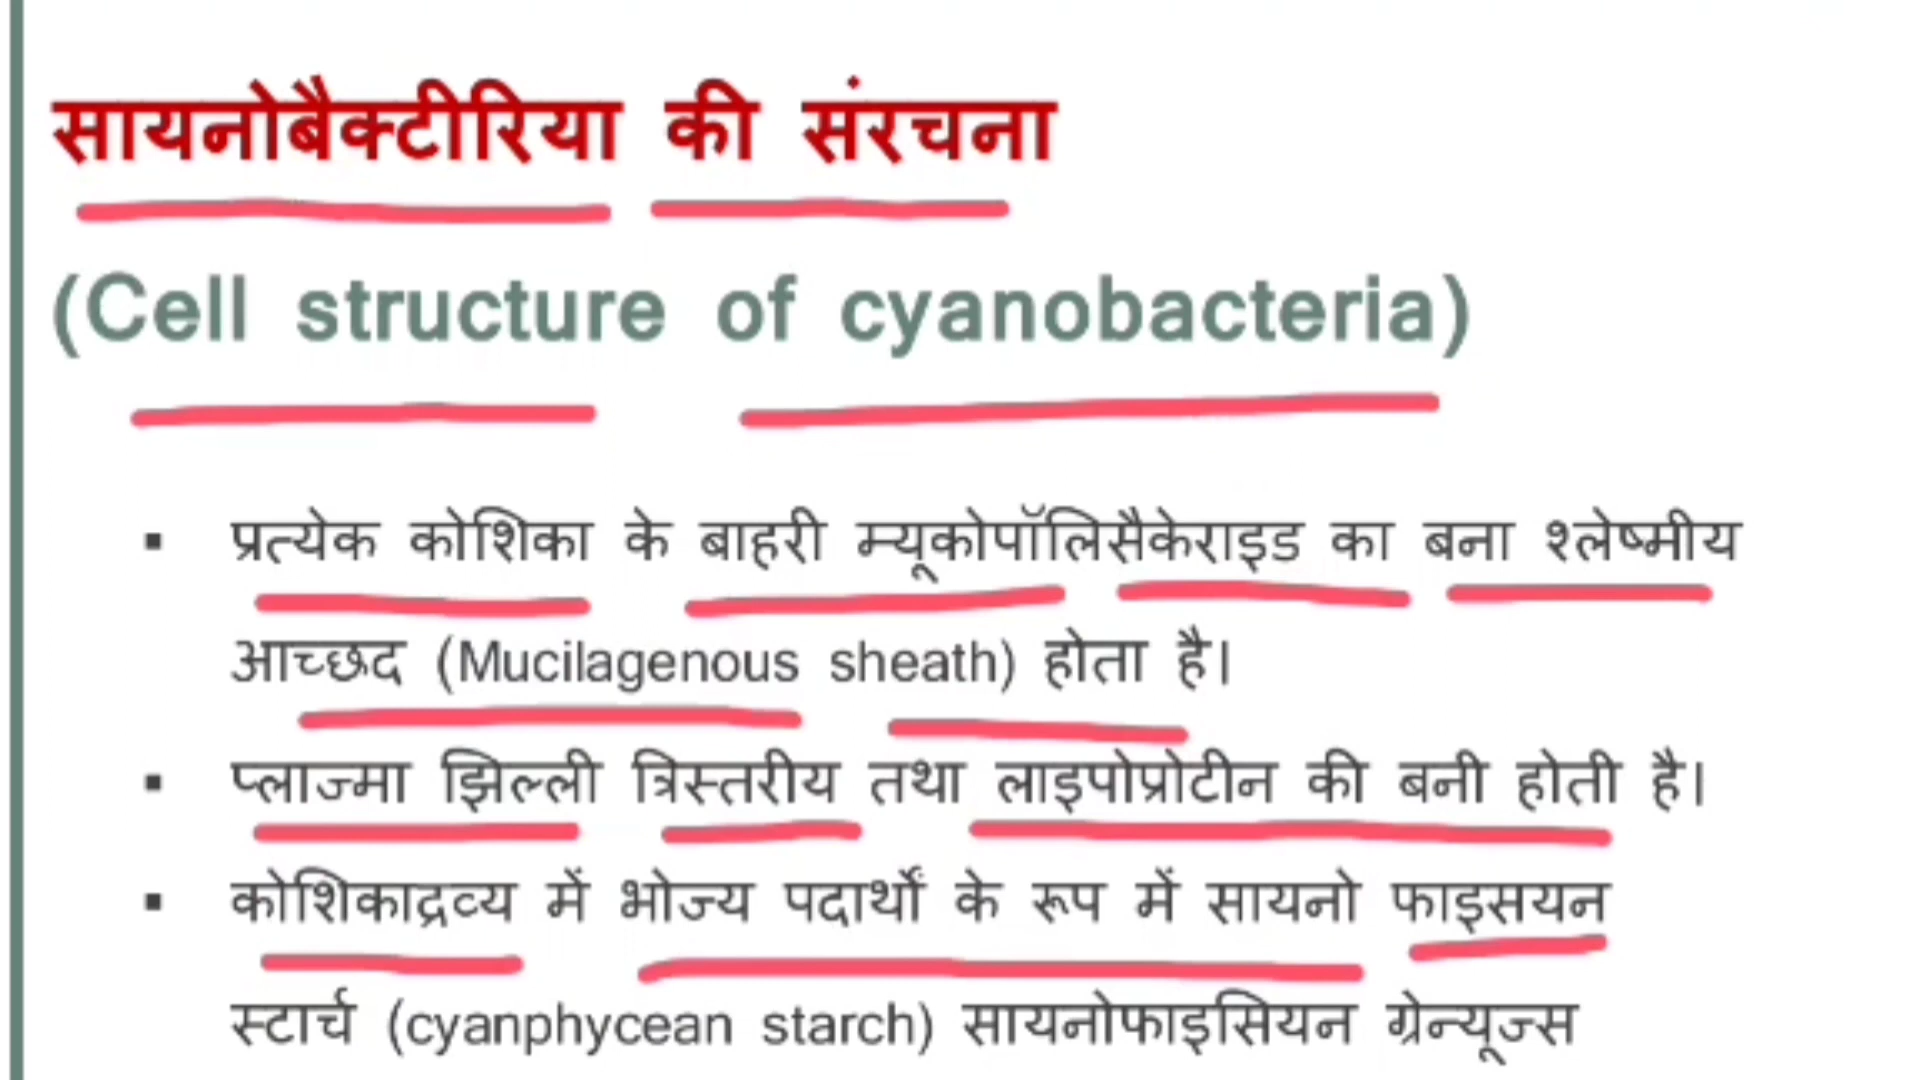 सायनोबैक्टीरिया की संरचना
(Cell structure of cyanobacteria)
▪ प्रत्येक कोशिका के बाहरी म्यूकोपॉलिसैकेराइड का बना श्लेष्मीय
आच्छद (Mucilagenous sheath) होता है।
▪ प्लाज्मा झिल्ली त्रिस्तरीय तथा लाइपोप्रोटीन की बनी होती है।
▪ कोशिकाद्रव्य में भोज्य पदार्थों के रूप में सायनो फाइसयन
स्टार्च (cyanphycean starch) सायनोफाइसियन ग्रेन्यूज्स